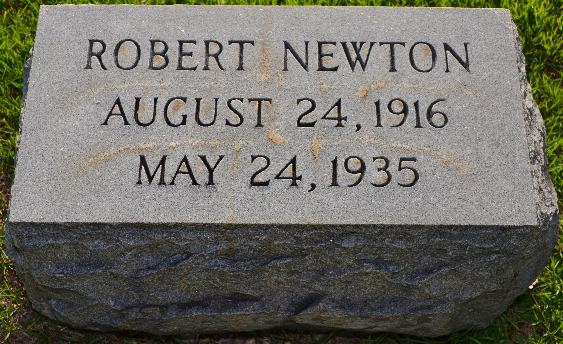 ROBERT NEWTON
AUGUST 24, 1916
MAY 24, 1935